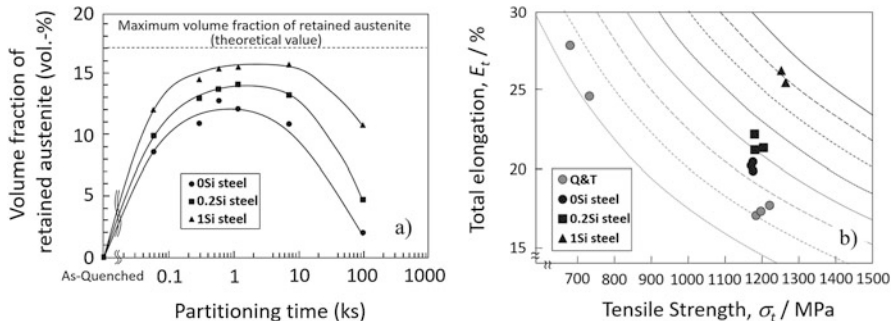 20
Maximum volume fraction of retained austenite
(theoretical value)
15
10
5
0
Volume fraction of
retained austenite (vol.-%)
0Si steel
0.2Si steel
1Si steel
a)
As-Quenched
0.1
1
10
100
1000
Partitioning time (ks)
30
25
20
15
Total elongation, Et / %
Q&T
0Si steel
0.2Si steel
1Si steel
b)
700
800
900
1000
1100
1200
1300
1400
1500
Tensile Strength, σt / MPa